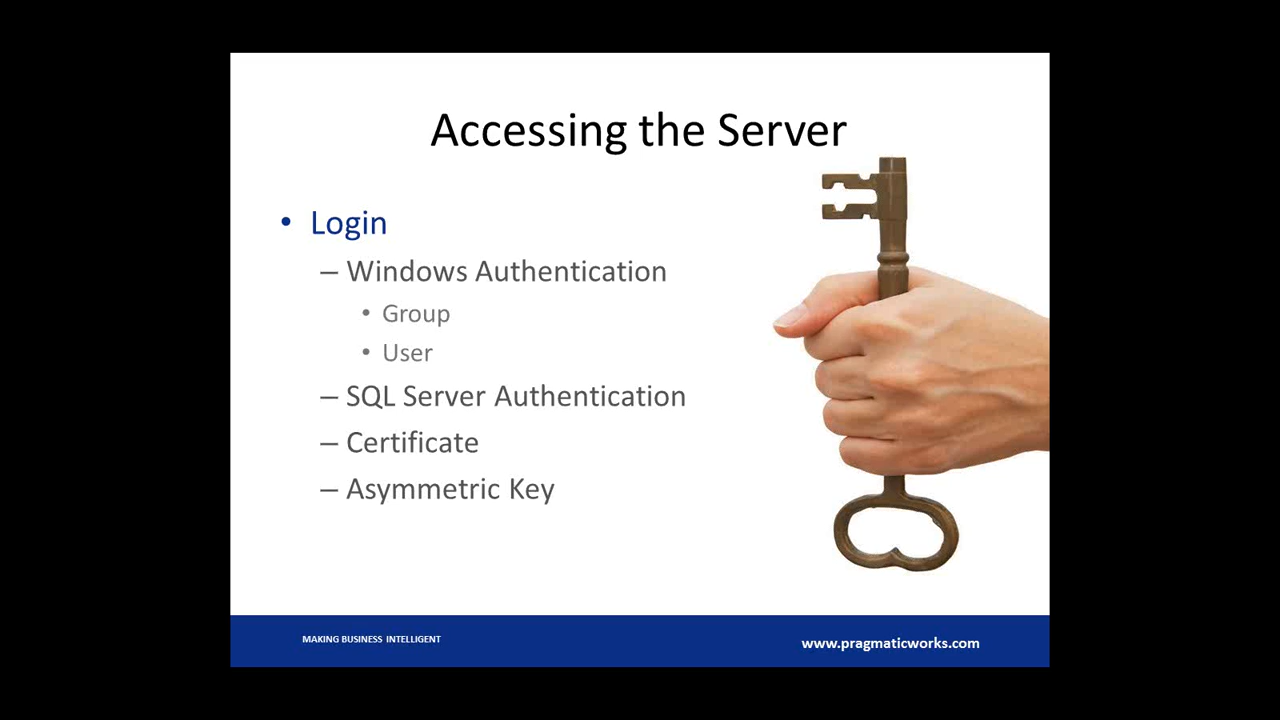 Accessing the Server
• Login
– Windows Authentication
• Group
• User
– SQL Server Authentication
– Certificate
– Asymmetric Key
MAKING BUSINESS INTELLIGENT
www.pragmaticworks.com